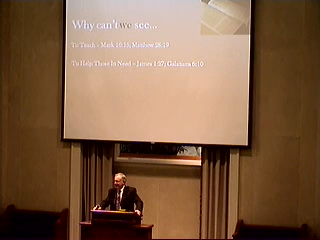 Why can't we see...
To Teach – Mark 16:15; Matthew 28:19
To Help Those In Need – James 1:27; Galatians 6:10